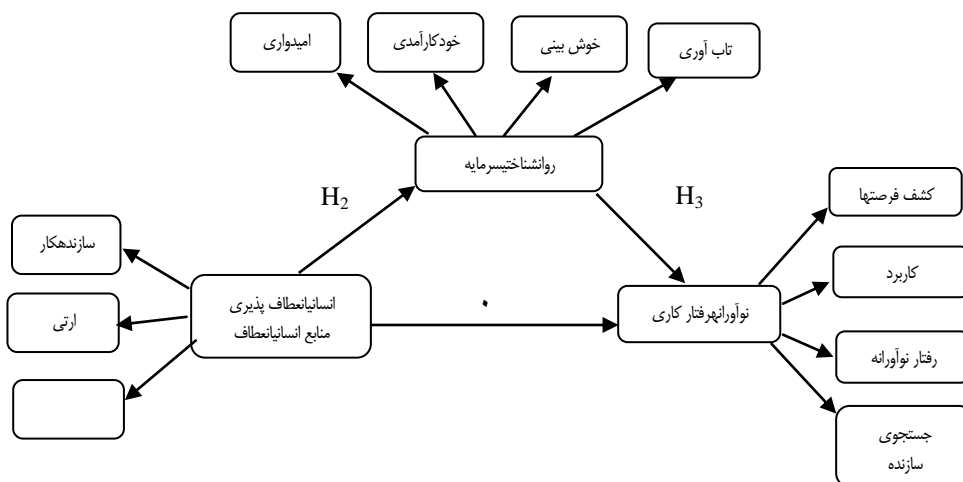 امیدواری
خودکارآمدی
خوش بینی
تاب آوری
روانشناختیسرمایه
H2
H3
کشف فرصتها
سازندهکار
کاربرد
انسانیانعطاف پذیری
منابع انسانیانعطاف
نوآورانهرفتار کاری
ارتی
رفتار نوآورانه
جستجوی
سازنده